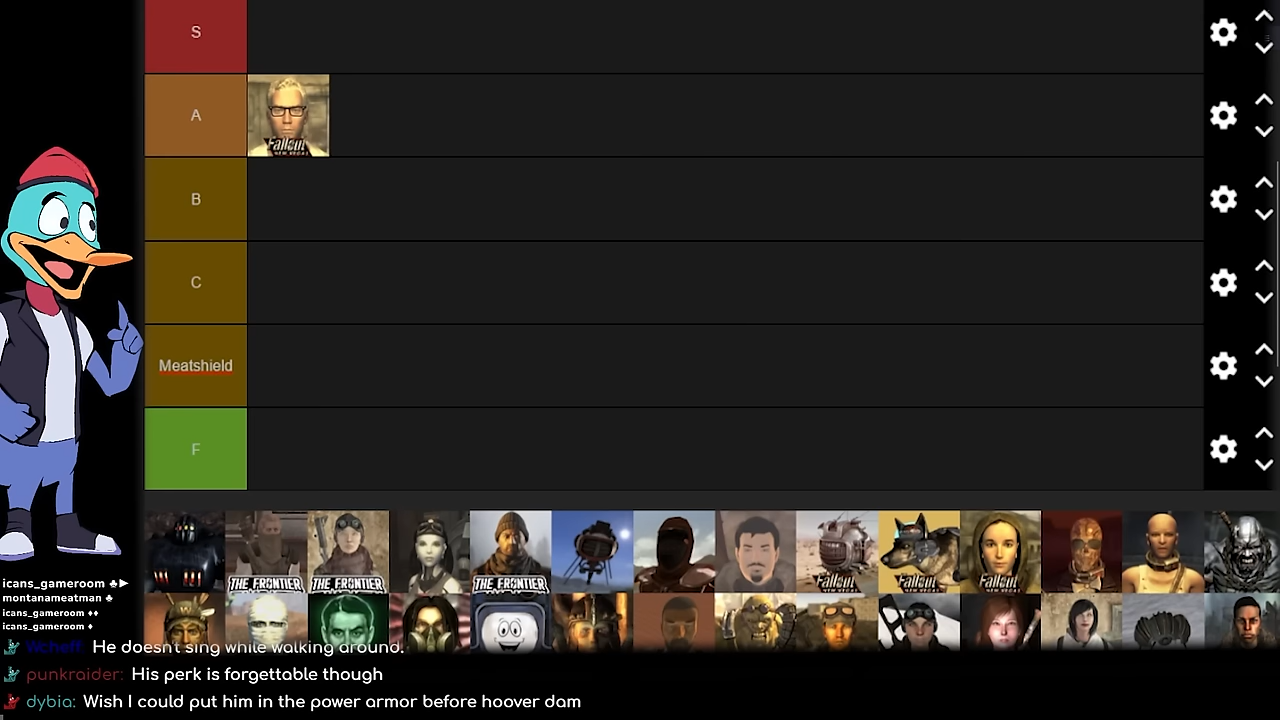 S
A
Fallout
NEW VEGAS
B
C
Meatshield
F
THE FRONTIER
THE FRONTIER
THE FRONTIER
Fallout
Fallout
icans_gameroom ♣▶
montanameatman ♣
icans_gameroom ♦♦
icans_gameroom ♦
Wcheff: He doesn't sing while walking around.
punkraider: His perk is forgettable though
dybia: Wish I could put him in the power armor before hoover dam